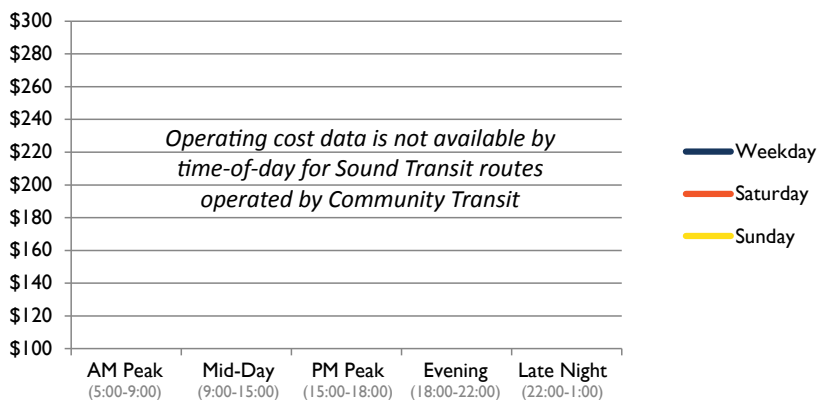 $300
$280
$260
$240
$220
$200
$180
$160
$140
$120
$100
Operating cost data is not available by
time-of-day for Sound Transit routes
operated by Community Transit
Weekday
Saturday
Sunday
AM Peak Mid-Day PM Peak Evening Late Night
(5:00-9:00) (9:00-15:00) (15:00-18:00) (18:00-22:00) (22:00-1:00)